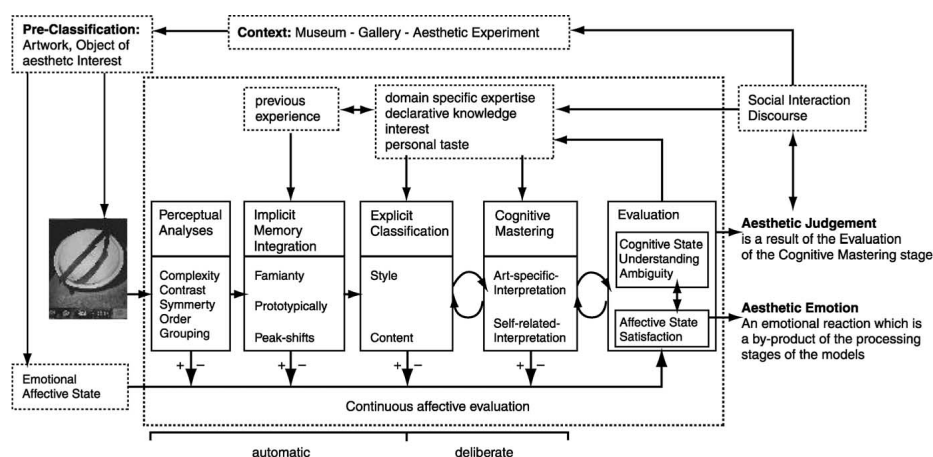 Pre-Classification:
Artwork, Object of
aesthetc Interest
Context: Museum - Gallery - Aesthetic Experiment
previous
experience
domain specific expertise
declarative knowledge
interest
personal taste
Social Interaction
Discourse
Perceptual
Analyses
Complexity
Contrast
Symmerty
Order
Grouping
Implicit
Memory
Integration
Famianty
Prototypically
Peak-shifts
Explicit
Classification
Style
Content
Cognitive
Mastering
Art-specific-
Interpretation
Self-related-
Interpretation
Evaluation
Cognitive State
Understanding
Ambiguity
Affective State
Satisfaction
Aesthetic Judgement
is a result of the Evaluation
of the Cognitive Mastering stage
Aesthetic Emotion
An emotional reaction which is
a by-product of the processing
stages of the models
+ −
+ −
+ −
+ −
Emotional
Affective State
Continuous affective evaluation
automatic
deliberate